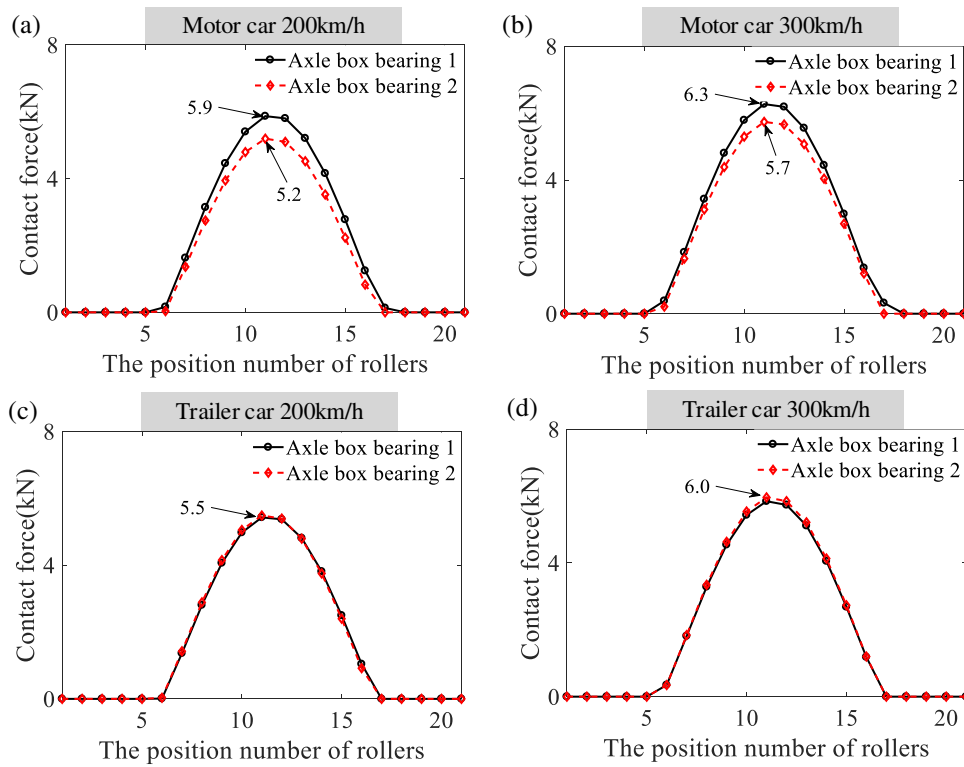 (a)
Motor car 200km/h
8
Axle box bearing 1
Axle box bearing 2
5.9
5.2
4
0
Contact force(kN)
5
10
15
20
The position number of rollers
(b)
Motor car 300km/h
8
Axle box bearing 1
Axle box bearing 2
6.3
5.7
4
0
Contact force(kN)
5
10
15
20
The position number of rollers
(c)
Trailer car 200km/h
8
Axle box bearing 1
Axle box bearing 2
5.5
4
0
Contact force(kN)
5
10
15
20
The position number of rollers
(d)
Trailer car 300km/h
8
Axle box bearing 1
Axle box bearing 2
6.0
4
0
Contact force(kN)
5
10
15
20
The position number of rollers